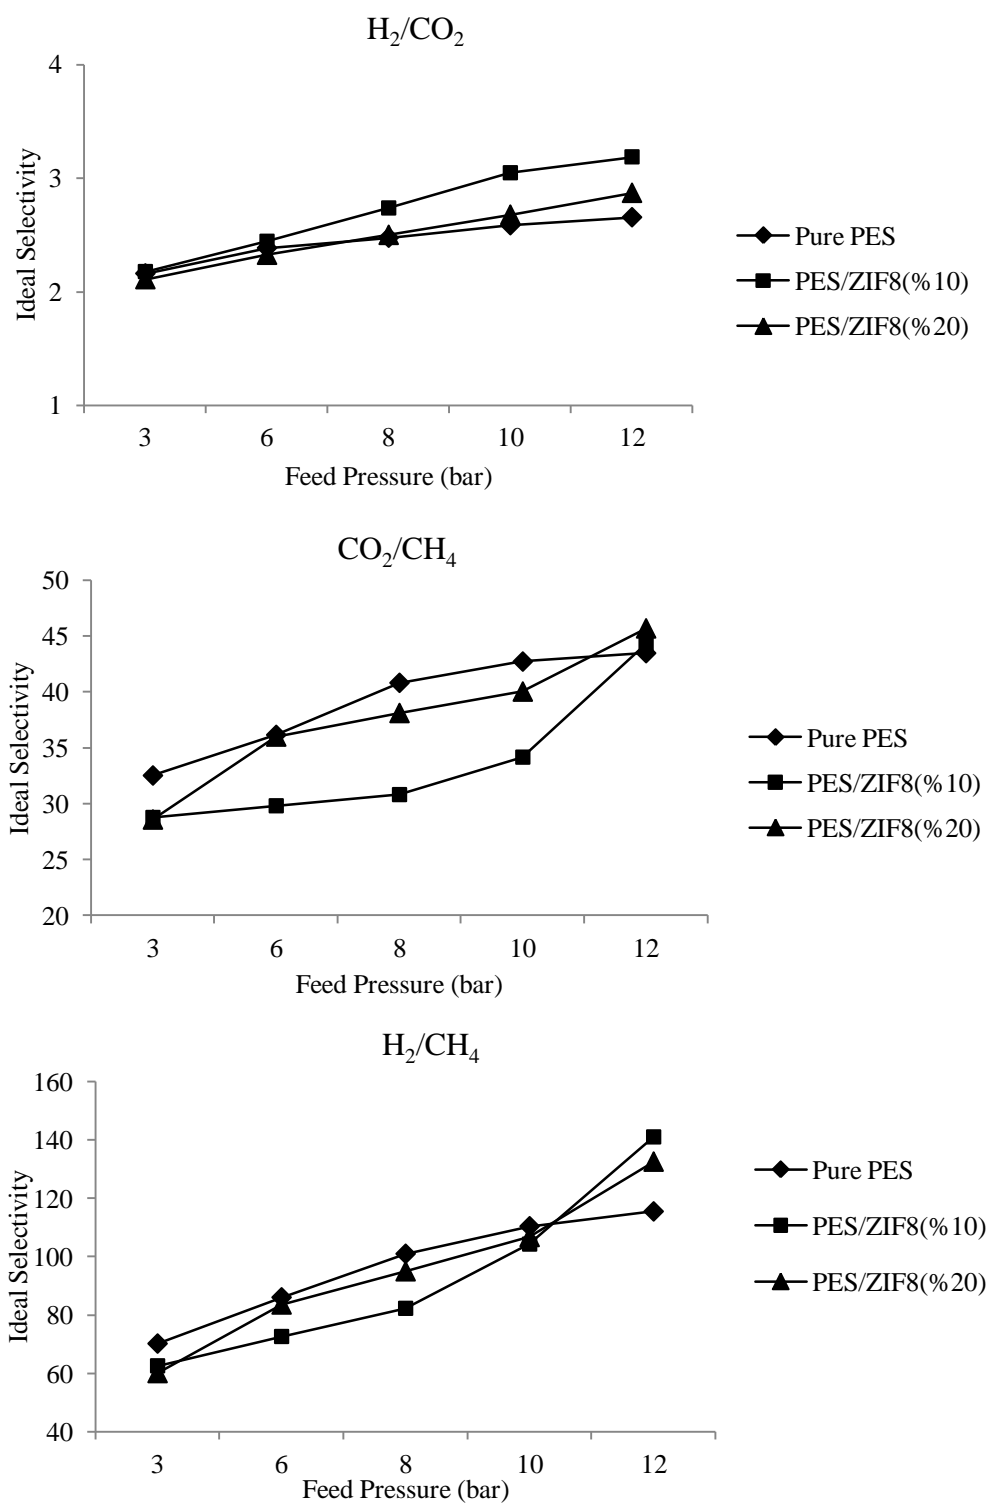 H₂/CO₂
4
3
2
1
Ideal Selectivity
3 6 8 10 12
Feed Pressure (bar)
Pure PES
PES/ZIF8(%10)
PES/ZIF8(%20)
CO₂/CH₄
50
45
40
35
30
25
20
Ideal Selectivity
3 6 8 10 12
Feed Pressure (bar)
Pure PES
PES/ZIF8(%10)
PES/ZIF8(%20)
H₂/CH₄
160
140
120
100
80
60
40
Ideal Selectivity
3 6 8 10 12
Feed Pressure (bar)
Pure PES
PES/ZIF8(%10)
PES/ZIF8(%20)